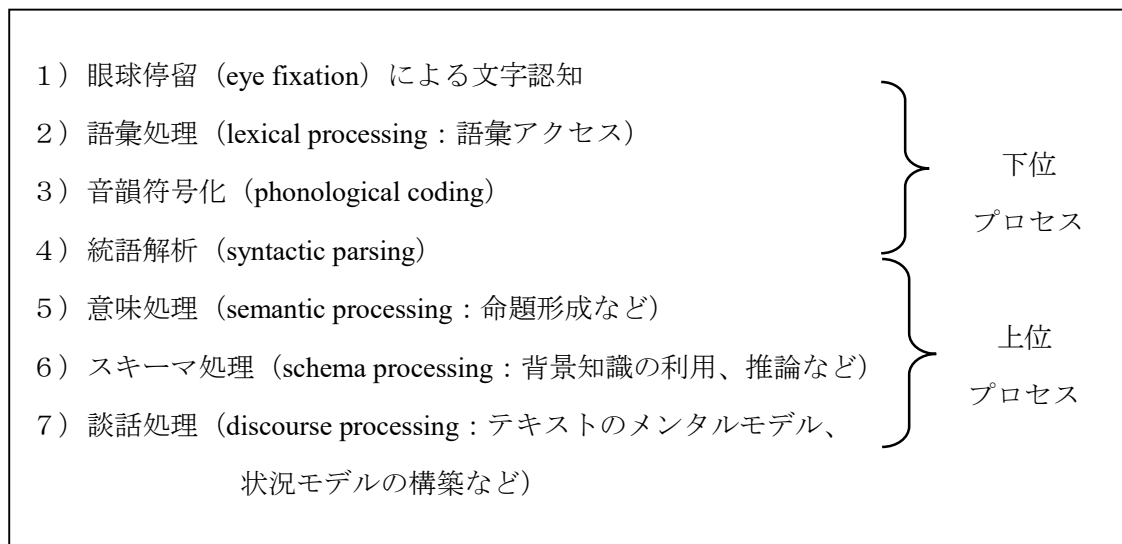 １）眼球停留（eye fixation）による文字認知
２）語彙処理（lexical processing：語彙アクセス）
３）音韻符号化（phonological coding）
４）統語解析（syntactic parsing）
５）意味処理（semantic processing：命題形成など）
６）スキーマ処理（schema processing：背景知識の利用、推論など）
７）談話処理（discourse processing：テキストのメンタルモデル、
状況モデルの構築など）
下位
プロセス
上位
プロセス